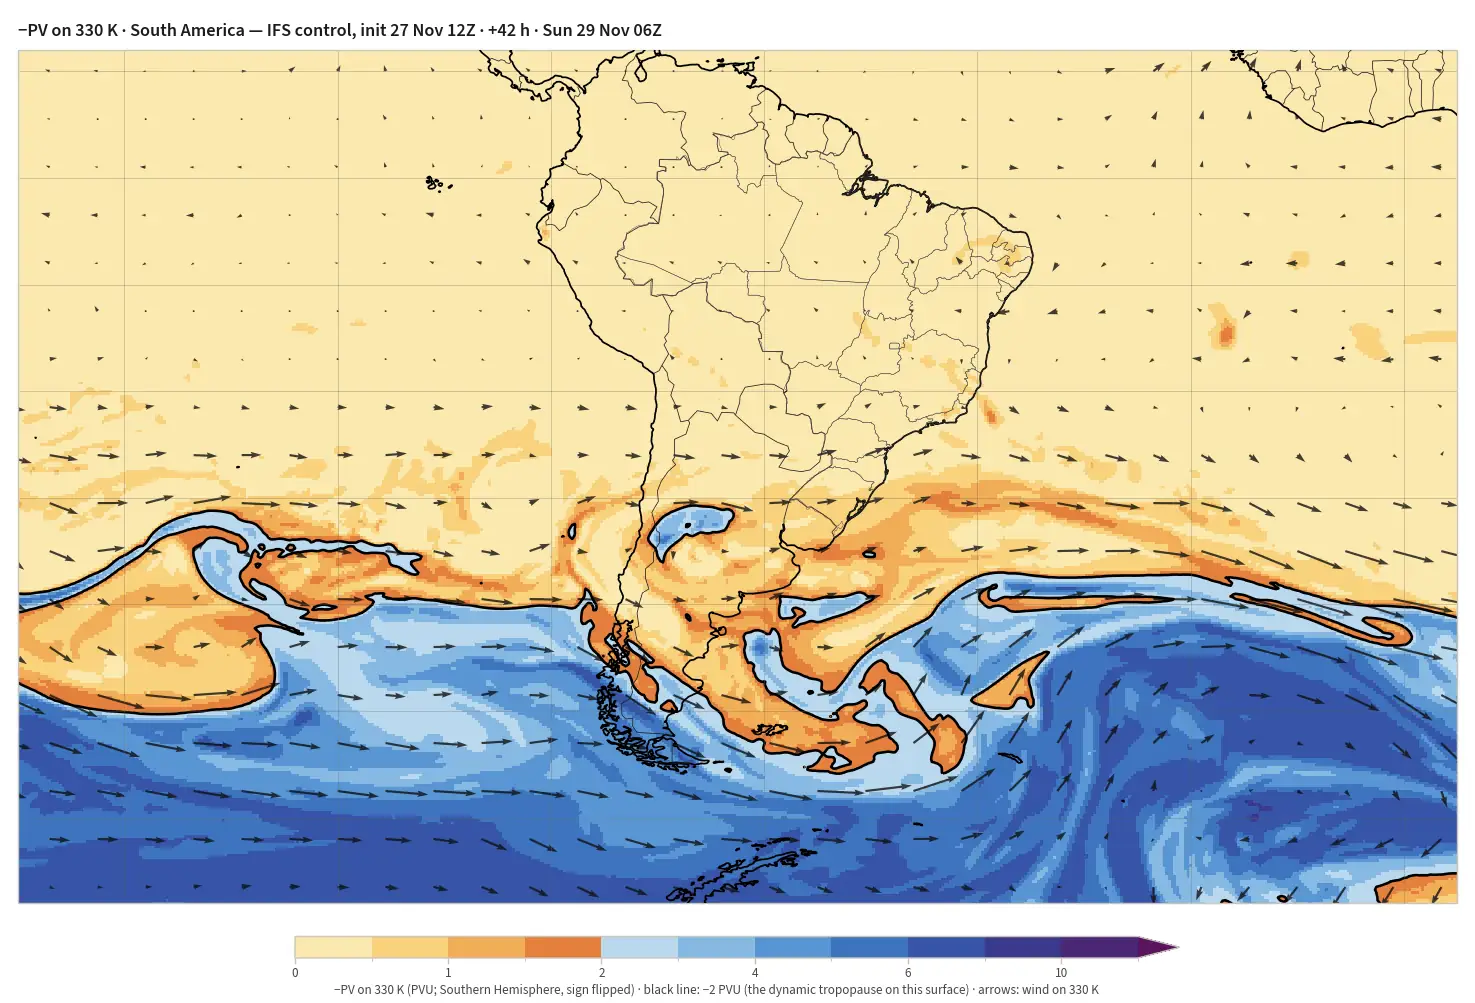 −PV on 330 K · South America — IFS control, init 27 Nov 12Z · +42 h · Sun 29 Nov 06Z
0 1 2 4 6 10
−PV on 330 K (PVU; Southern Hemisphere, sign flipped) · black line: −2 PVU (the dynamic tropopause on this surface) · arrows: wind on 330 K